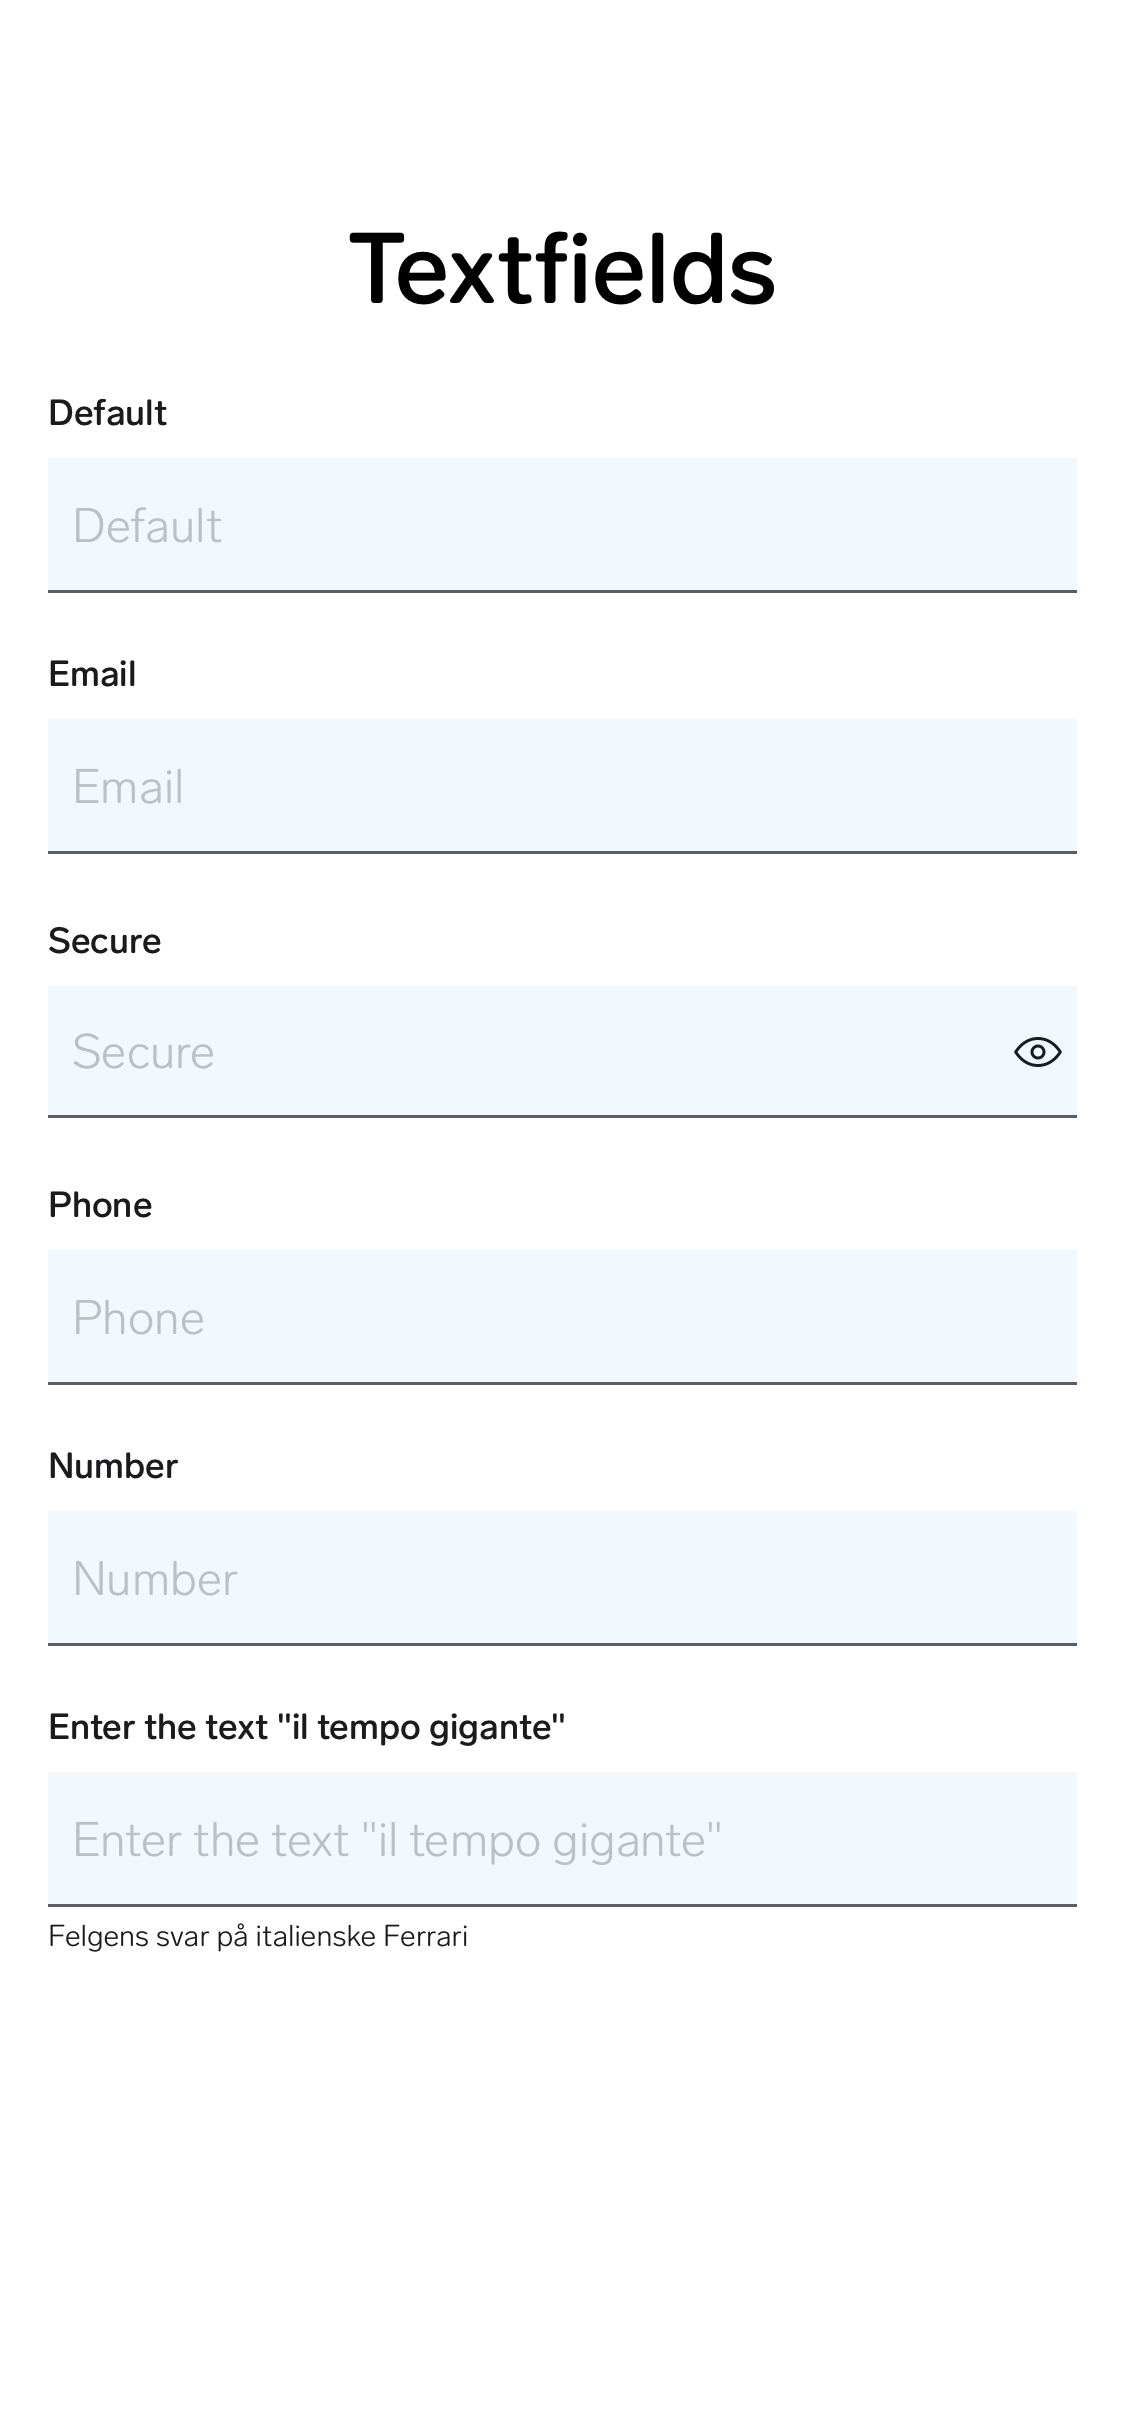 Textfields
Default
Default
Email
Email
Secure
Secure
Phone
Phone
Number
Number
Enter the text "il tempo gigante"
Enter the text "il tempo gigante"
Felgens svar på italienske Ferrari